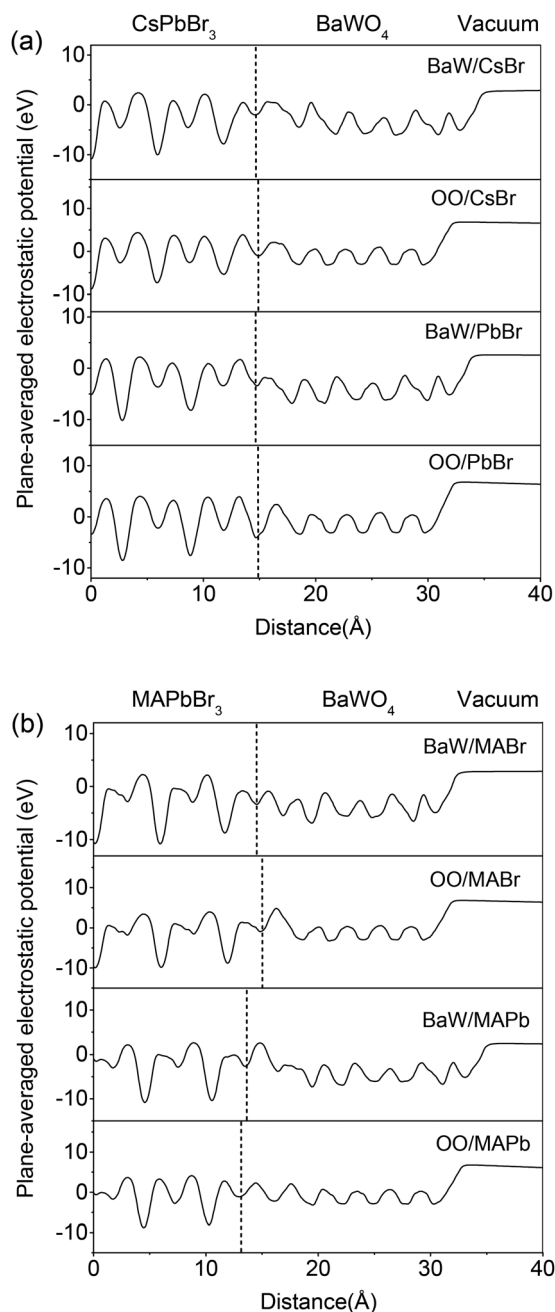 (a)
CsPbBr₃ BaWO₄ Vacuum
Plane-averaged electrostatic potential (eV)
10
0
-10
BaW/CsBr
10
0
-10
OO/CsBr
10
0
-10
BaW/PbBr
10
0
-10
OO/PbBr
0 10 20 30 40
Distance(Å)
(b)
MAPbBr₃ BaWO₄ Vacuum
Plane-averaged electrostatic potential (eV)
10
0
-10
BaW/MABr
10
0
-10
OO/MABr
10
0
-10
BaW/MAPb
10
0
-10
OO/MAPb
0 10 20 30 40
Distance(Å)